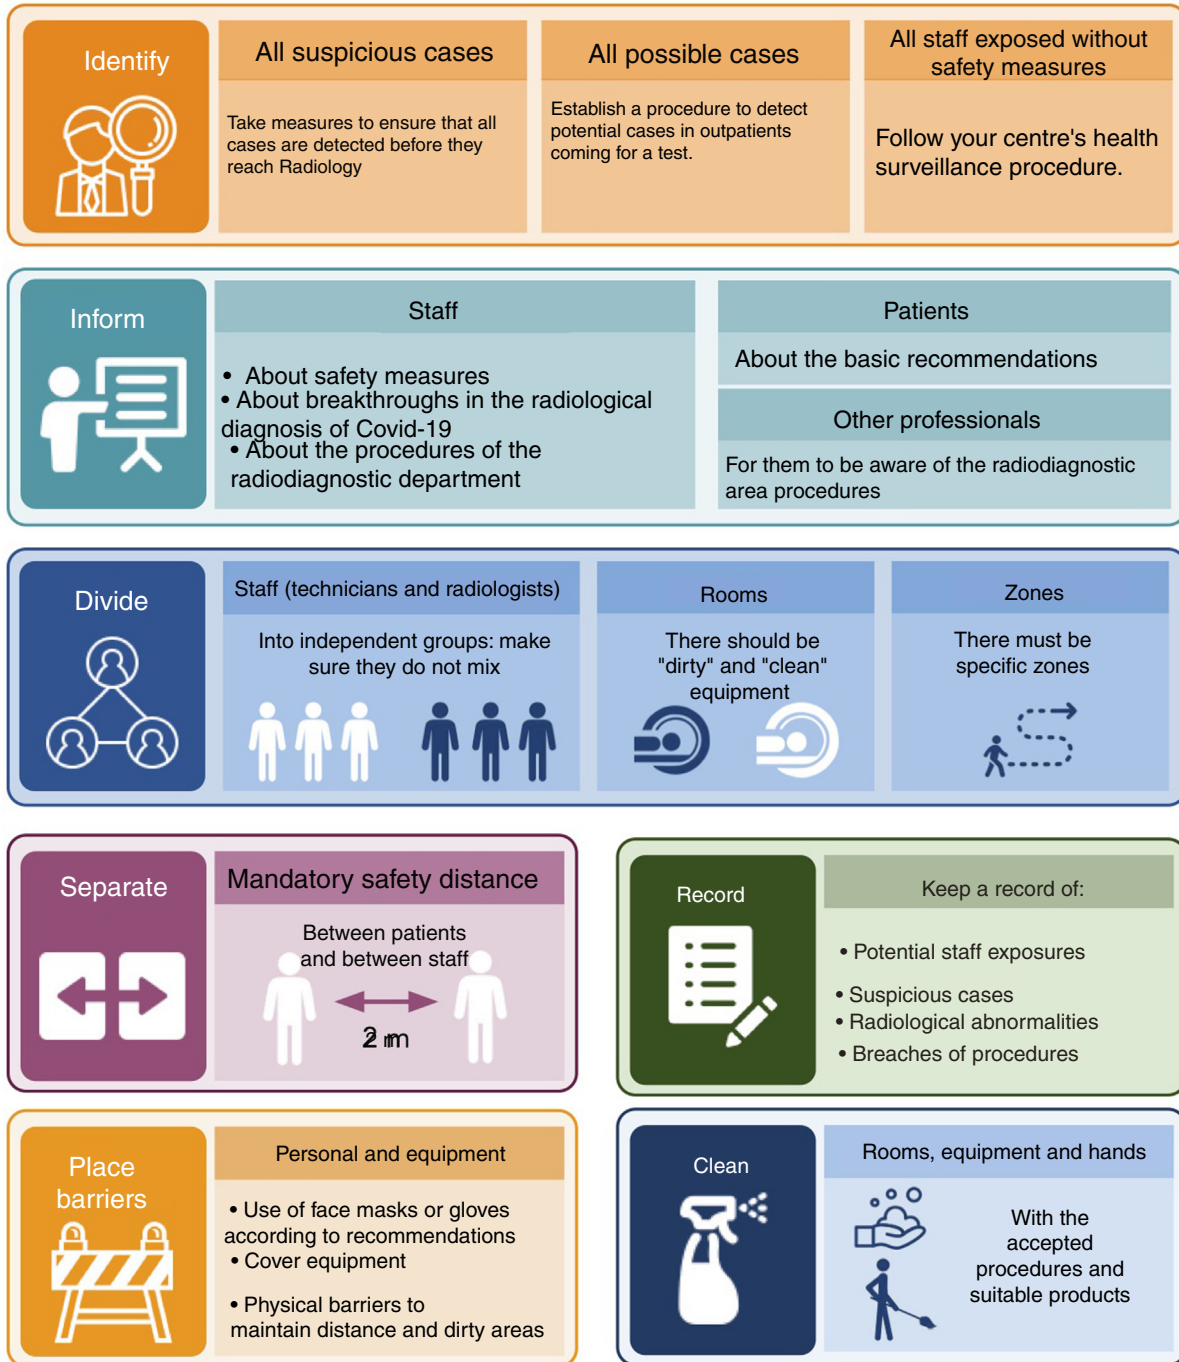 Identify
All suspicious cases
Take measures to ensure that all
cases are detected before they
reach Radiology
All possible cases
Establish a procedure to detect
potential cases in outpatients
coming for a test.
All staff exposed without
safety measures
Follow your centre's health
surveillance procedure.
Inform
Staff
• About safety measures
• About breakthroughs in the radiological
diagnosis of Covid-19
• About the procedures of the
radiodiagnostic department
Patients
About the basic recommendations
Other professionals
For them to be aware of the radiodiagnostic
area procedures
Divide
Staff (technicians and radiologists)
Into independent groups: make
sure they do not mix
Rooms
There should be
"dirty" and "clean"
equipment
Zones
There must be
specific zones
Separate
Mandatory safety distance
Between patients
and between staff
2 m
Record
Keep a record of:
• Potential staff exposures
• Suspicious cases
• Radiological abnormalities
• Breaches of procedures
Place
barriers
Personal and equipment
• Use of face masks or gloves
according to recommendations
• Cover equipment
• Physical barriers to
maintain distance and dirty areas
Clean
Rooms, equipment and hands
With the
accepted
procedures and
suitable products